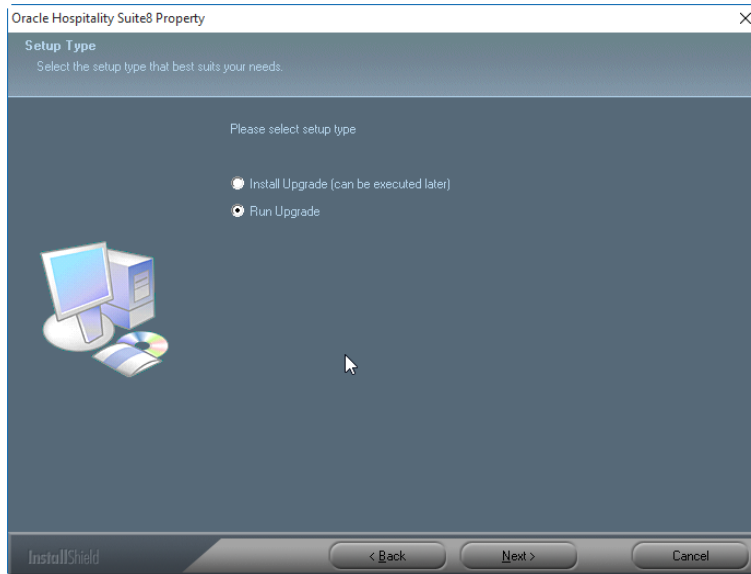 Oracle Hospitality Suite8 Property
Setup Type
Select the setup type that best suits your needs.
Please select setup type
Install Upgrade (can be executed later)
Run Upgrade
InstallShield
< Back
Next >
Cancel